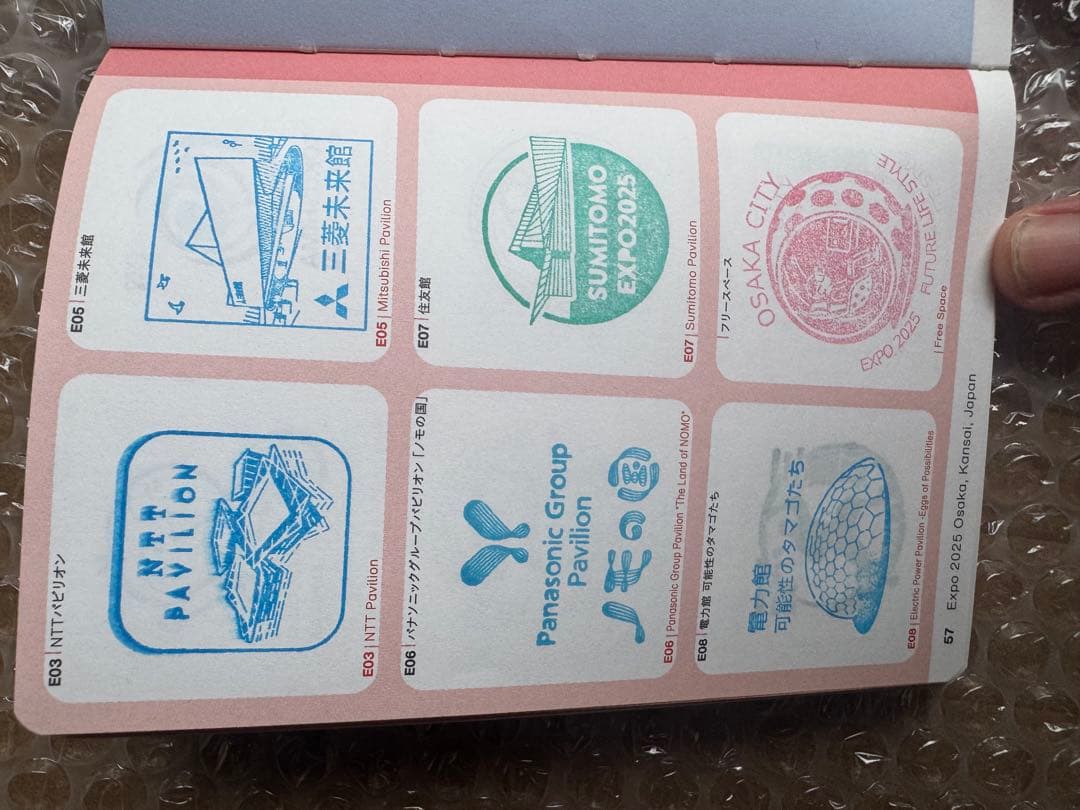 E03 | NTTパビリオン
NTT
PAVILION
E03 | NTT Pavilion
E05 | 三菱未来館
三菱未来館
E05 | Mitsubishi Pavilion
E06 | パナソニックグループパビリオン「ノモの国」
Panasonic Group
Pavilion
ノモの国
E06 | Panasonic Group Pavilion "The Land of NOMO"
E07 | 住友館
SUMITOMO
EXPO2025
E07 | Sumitomo Pavilion
E08 | 電力館 可能性のタマゴたち
電力館
可能性のタマゴたち
E08 | Electric Power Pavilion -Eggs of Possibilities
| フリースペース
OSAKA CITY
FUTURE LIFE STYLE
EXPO 2025
| Free Space
57 Expo 2025 Osaka, Kansai, Japan